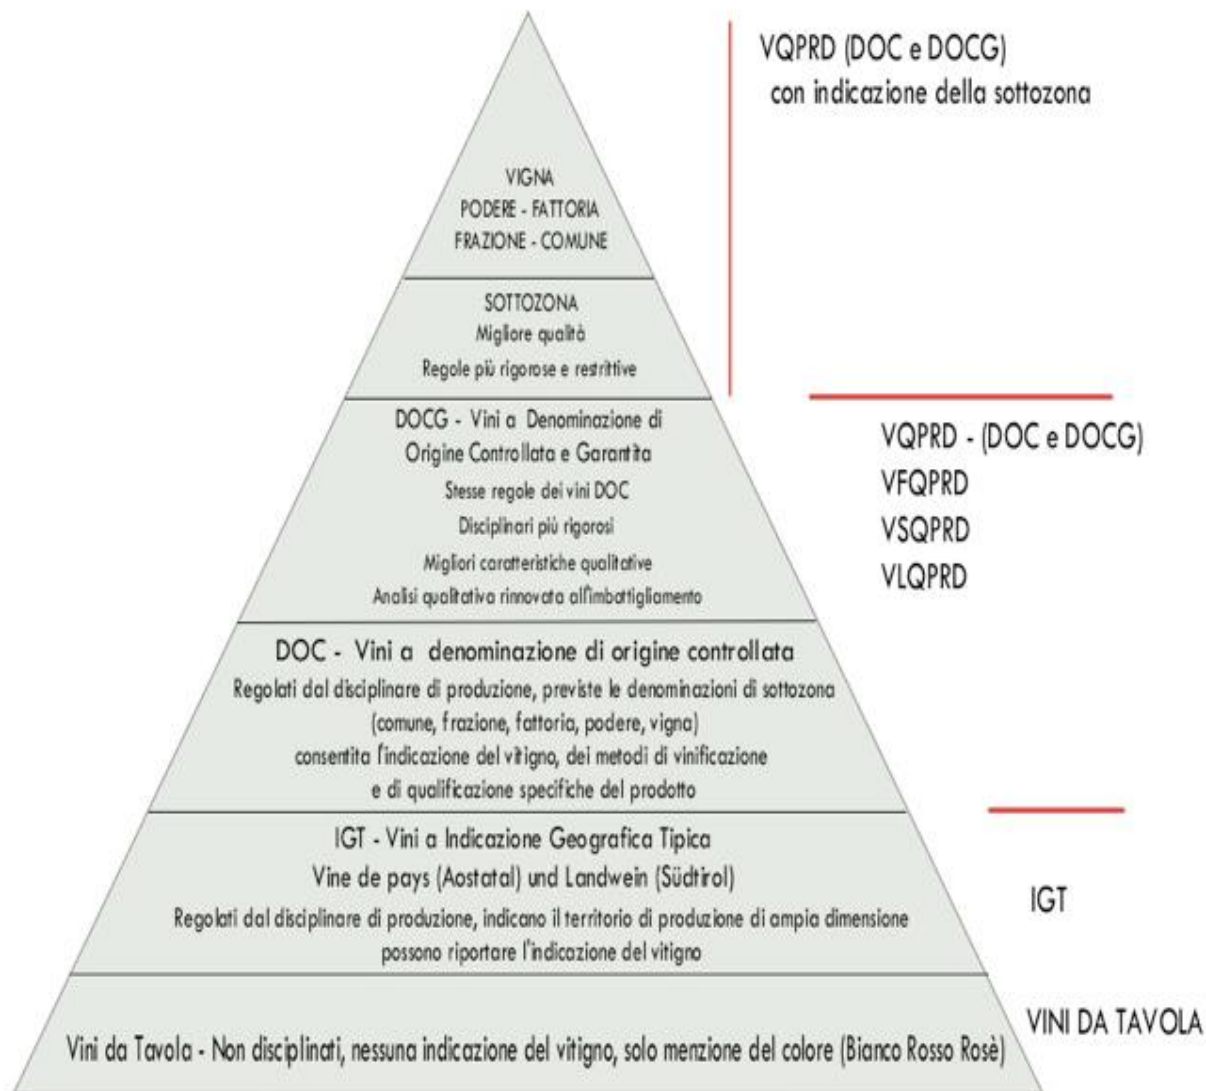 VQPRD (DOC e DOCG)
con indicazione della sottozona
VIGNA
PODERE - FATTORIA
FRAZIONE - COMUNE
SOTTOZONA
Migliore qualità
Regole più rigorose e restrittive
DOCG - Vini a Denominazione di
Origine Controllata e Garantita
Stesse regole dei vini DOC
Disciplinari più rigorosi
Migliori caratteristiche qualitative
Analisi qualitativa rinnovata all'imbottigliamento
VQPRD - (DOC e DOCG)
VFQPRD
VSQPRD
VLQPRD
DOC - Vini a denominazione di origine controllata
Regolati dal disciplinare di produzione, previste le denominazioni di sottozona
(comune, frazione, fattoria, podere, vigna)
consentita l'indicazione del vitigno, dei metodi di vinificazione
e di qualificazione specifiche del prodotto
IGT - Vini a Indicazione Geografica Tipica
Vine de pays (Aostatal) und Landwein (Südtirol)
Regolati dal disciplinare di produzione, indicano il territorio di produzione di ampia dimensione
possono riportare l'indicazione del vitigno
IGT
Vini da Tavola - Non disciplinati, nessuna indicazione del vitigno, solo menzione del colore (Bianco Rosso Rosè)
VINI DA TAVOLA